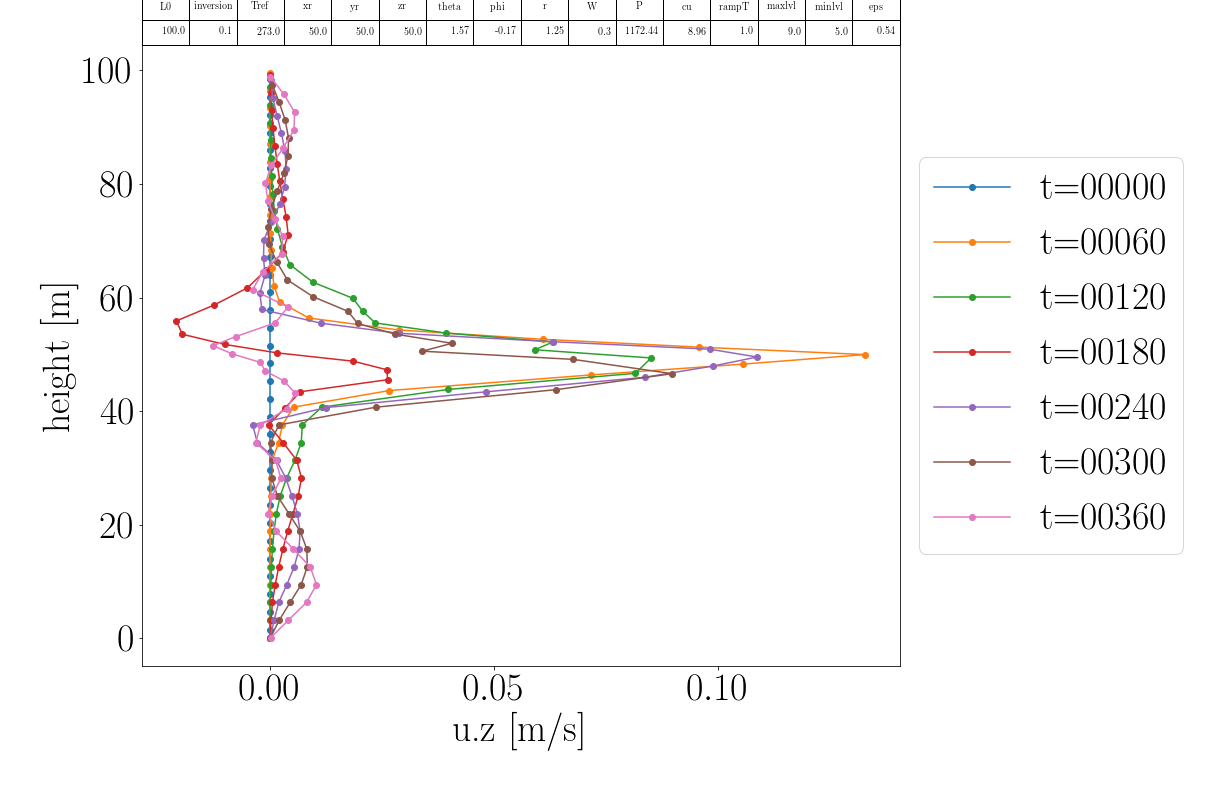 L0 inversion Tref xr yr zr theta phi r W P cu rampT maxlvl minlvl eps
100.0 0.1 273.0 50.0 50.0 50.0 1.57 -0.17 1.25 0.3 1172.44 8.96 1.0 9.0 5.0 0.54
100
80
60
40
20
0
height [m]
0.00 0.05 0.10
u.z [m/s]
t=00000
t=00060
t=00120
t=00180
t=00240
t=00300
t=00360